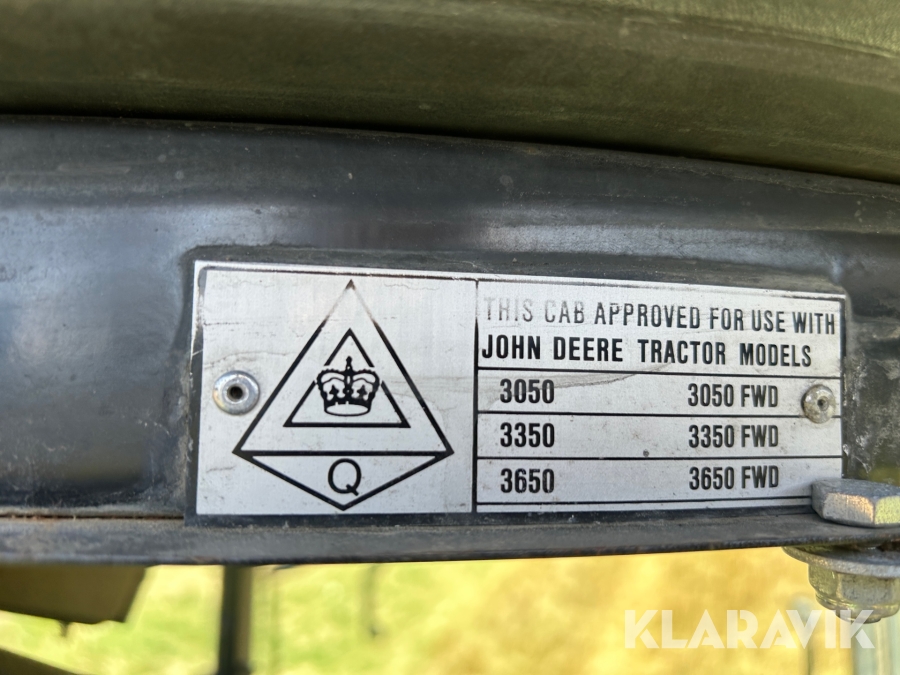 THIS CAB APPROVED FOR USE WITH
JOHN DEERE TRACTOR MODELS
3050 3050 FWD
3350 3350 FWD
3650 3650 FWD
Q
KLARAVIK